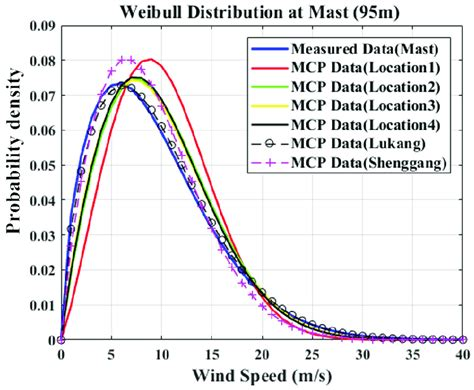 Weibull Distribution at Mast (95m)
0.09
0.08
0.07
0.06
0.05
0.04
0.03
0.02
0.01
0
Probability density
Measured Data(Mast)
MCP Data(Location1)
MCP Data(Location2)
MCP Data(Location3)
MCP Data(Location4)
MCP Data(Lukang)
MCP Data(Shenggang)
0 5 10 15 20 25 30 35 40
Wind Speed (m/s)